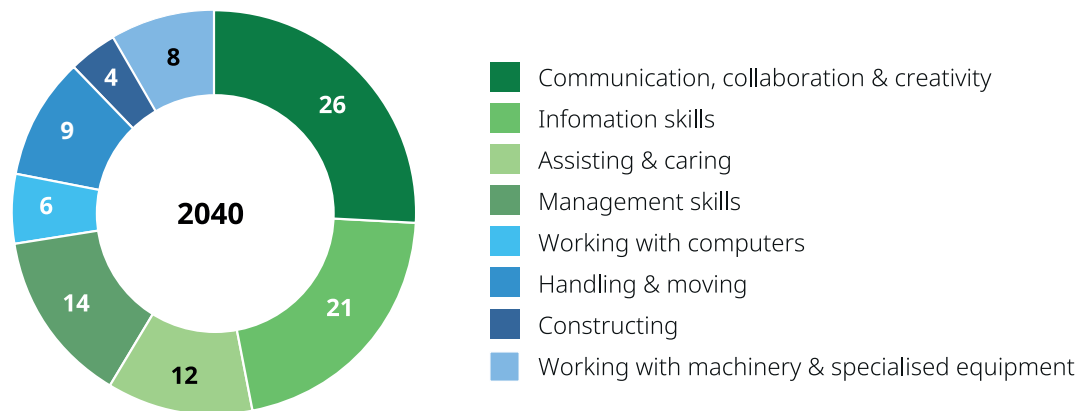 8
4
26
9
6
2040
14
21
12
Communication, collaboration & creativity
Infomation skills
Assisting & caring
Management skills
Working with computers
Handling & moving
Constructing
Working with machinery & specialised equipment